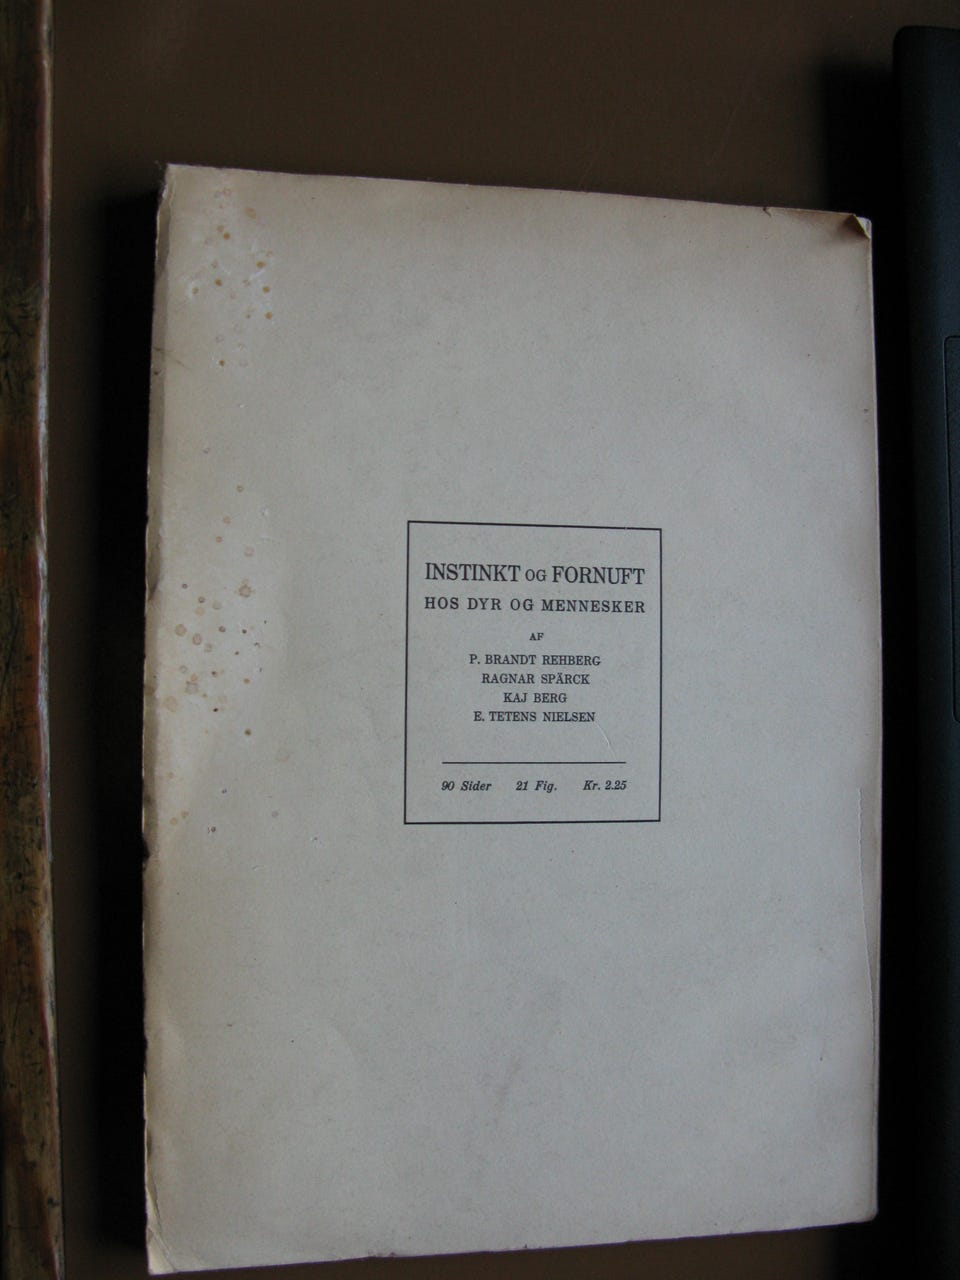 INSTINKT OG FORNUFT
HOS DYR OG MENNESKER
AF
P. BRANDT REHBERG
RAGNAR SPÄRCK
KAJ BERG
E. TETENS NIELSEN
90 Sider 21 Fig. Kr. 2.25